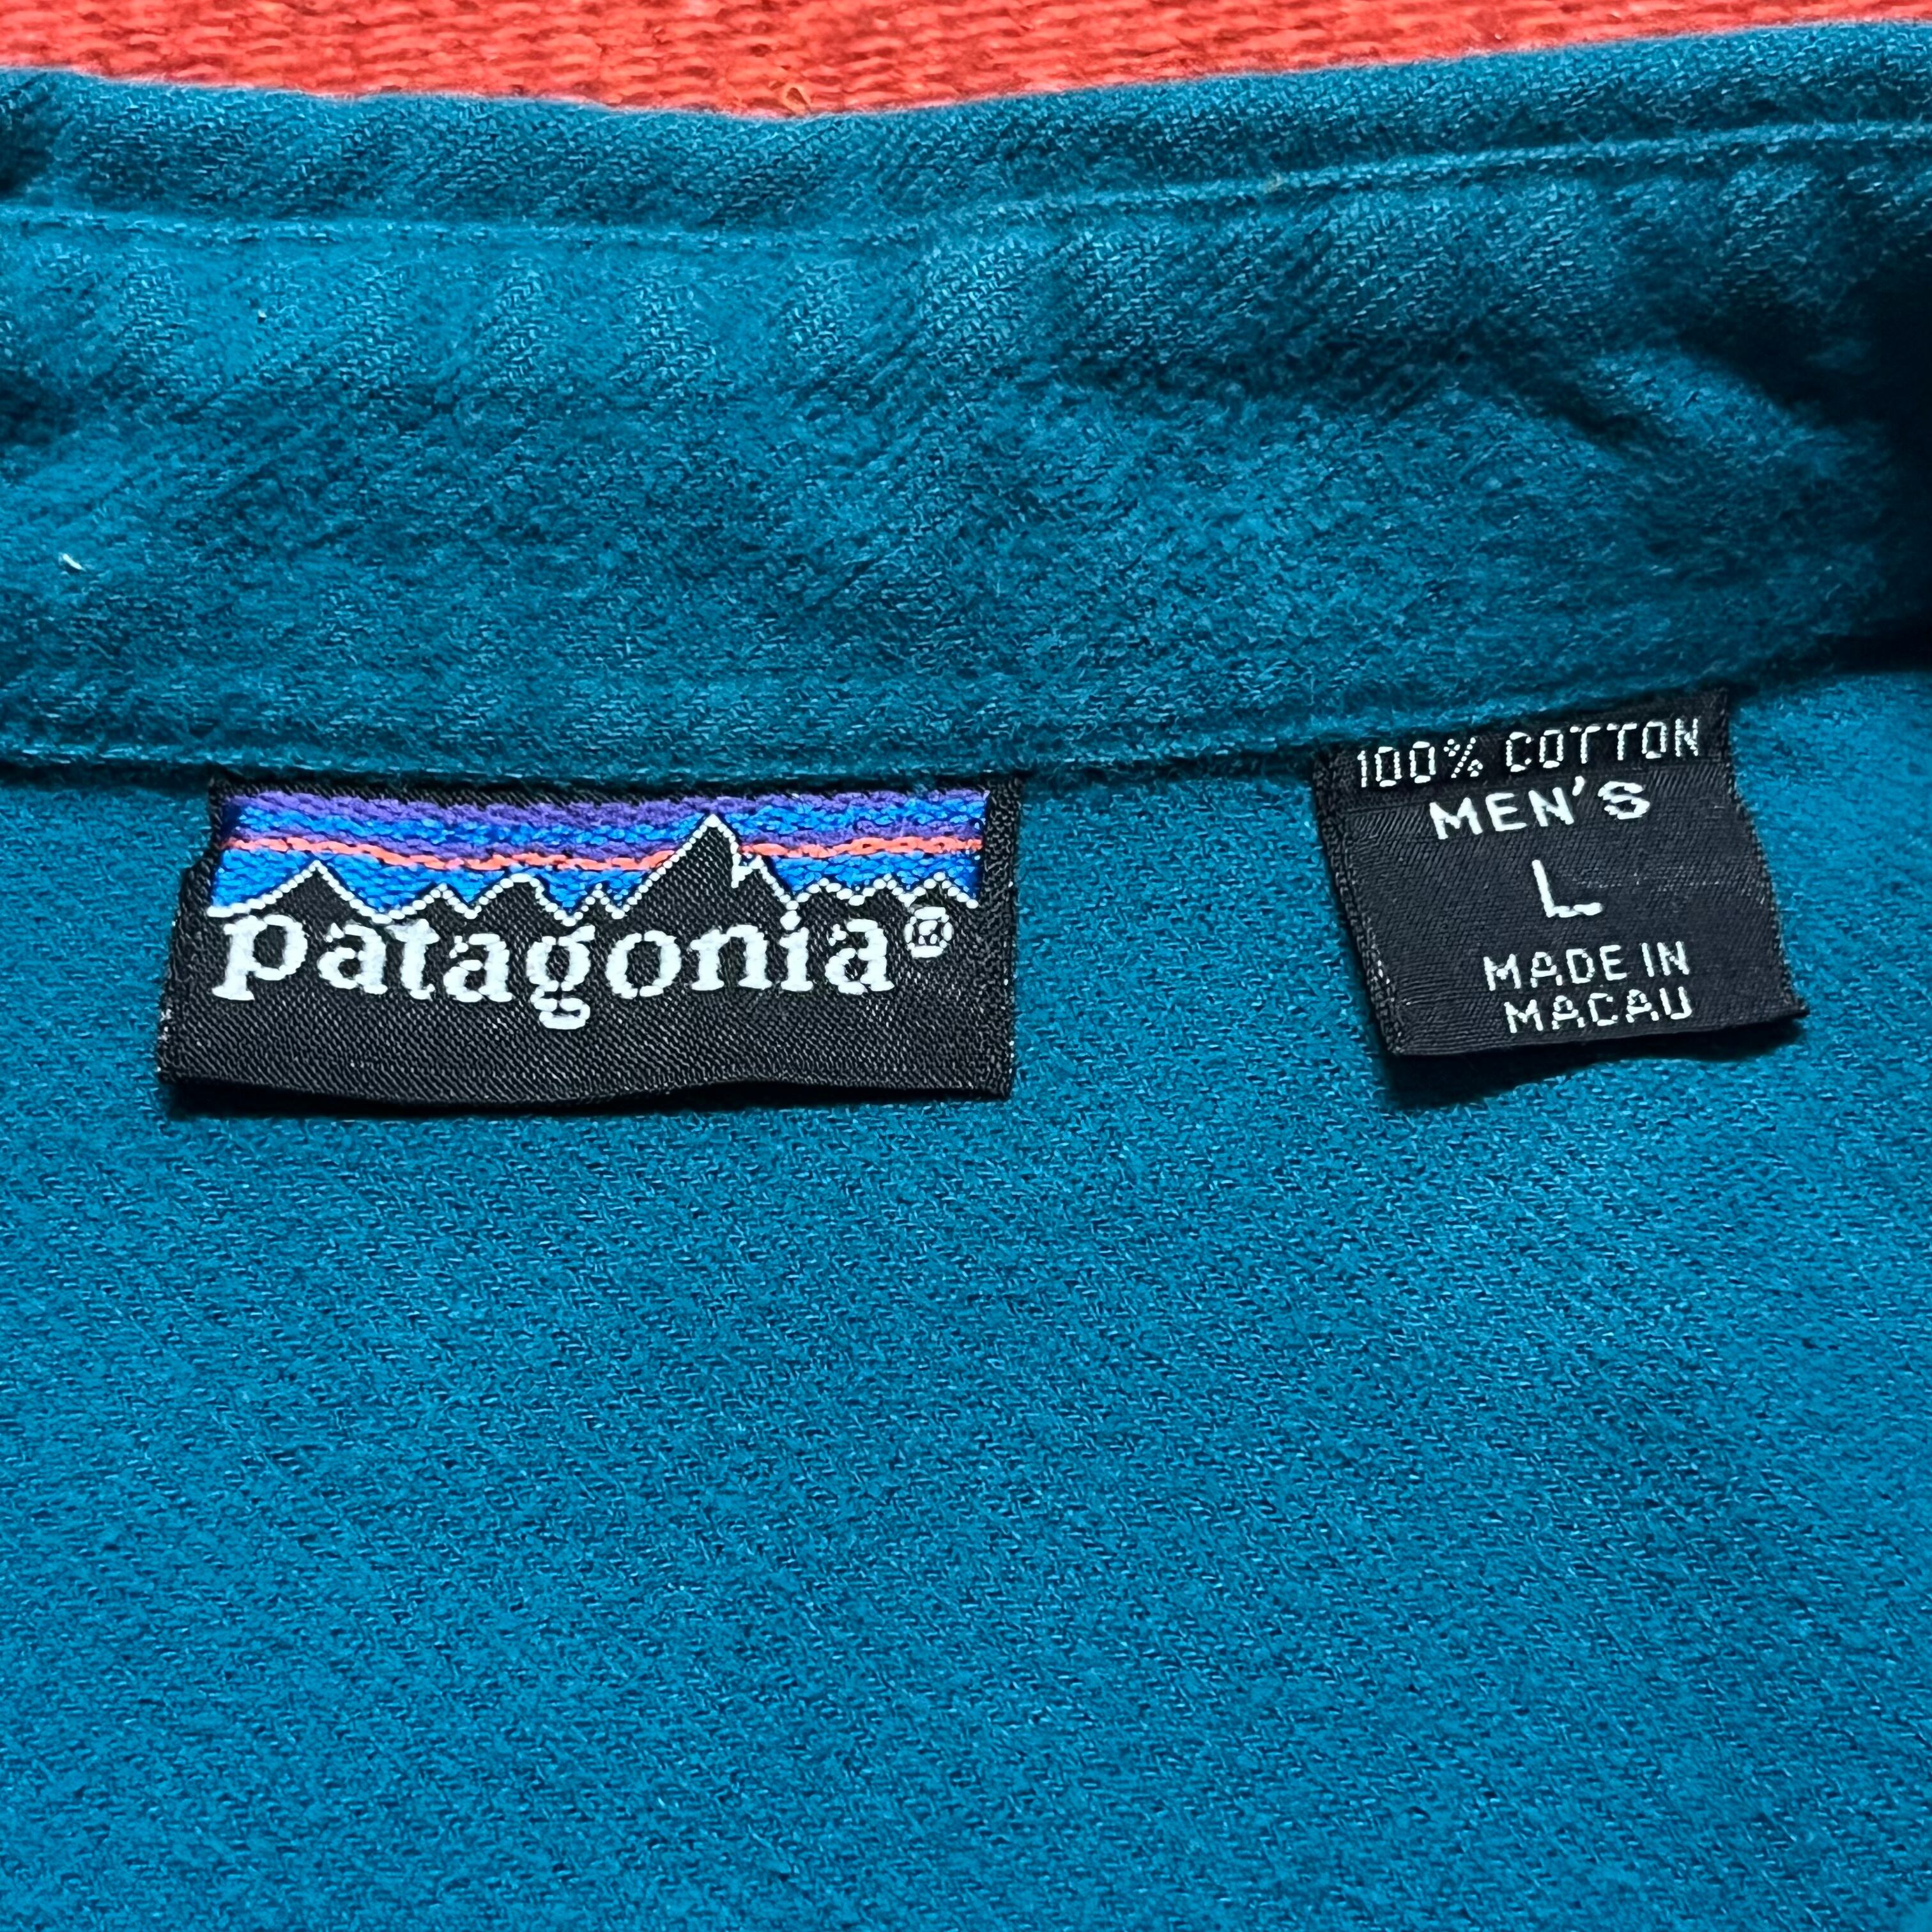 patagonia®
100% COTTON
MEN'S
L
MADE IN
MACAU